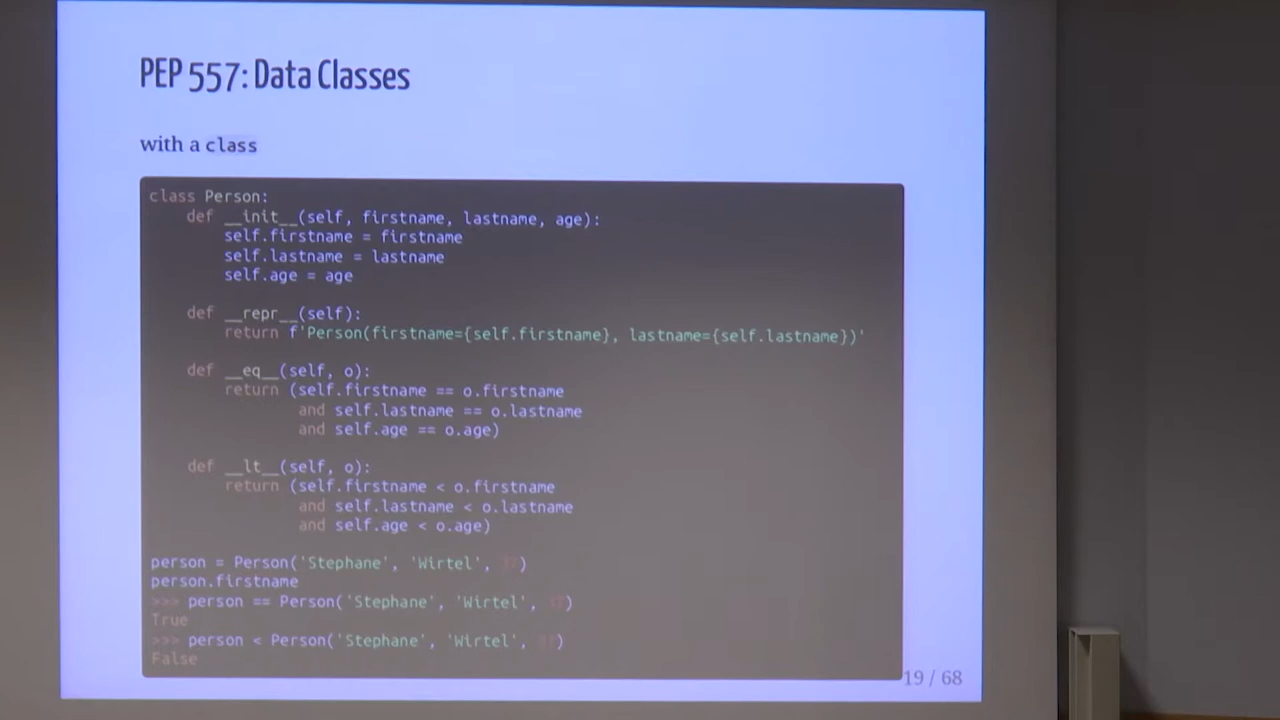 PEP 557: Data Classes
with a class
class Person:
    def __init__(self, firstname, lastname, age):
        self.firstname = firstname
        self.lastname = lastname
        self.age = age
    def __repr__(self):
        return f'Person(firstname={self.firstname}, lastname={self.lastname})'
    def __eq__(self, o):
        return (self.firstname == o.firstname
                and self.lastname == o.lastname
                and self.age == o.age)
    def __lt__(self, o):
        return (self.firstname < o.firstname
                and self.lastname < o.lastname
                and self.age < o.age)
person = Person('Stephane', 'Wirtel', )
person.firstname
>>> person == Person('Stephane', 'Wirtel', )
True
>>> person < Person('Stephane', 'Wirtel', )
False
19 / 68